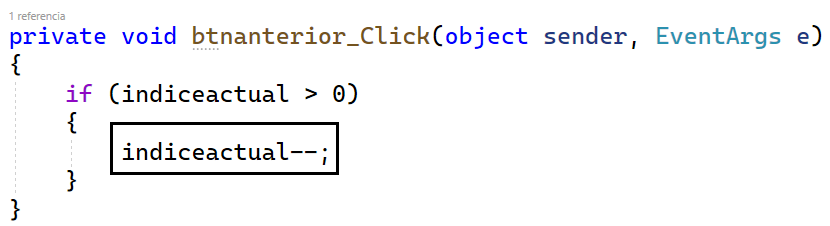 1 referencia
private void btnanterior_Click(object sender, EventArgs e)
{
if (indiceactual > 0)
{
indiceactual--;
}
}